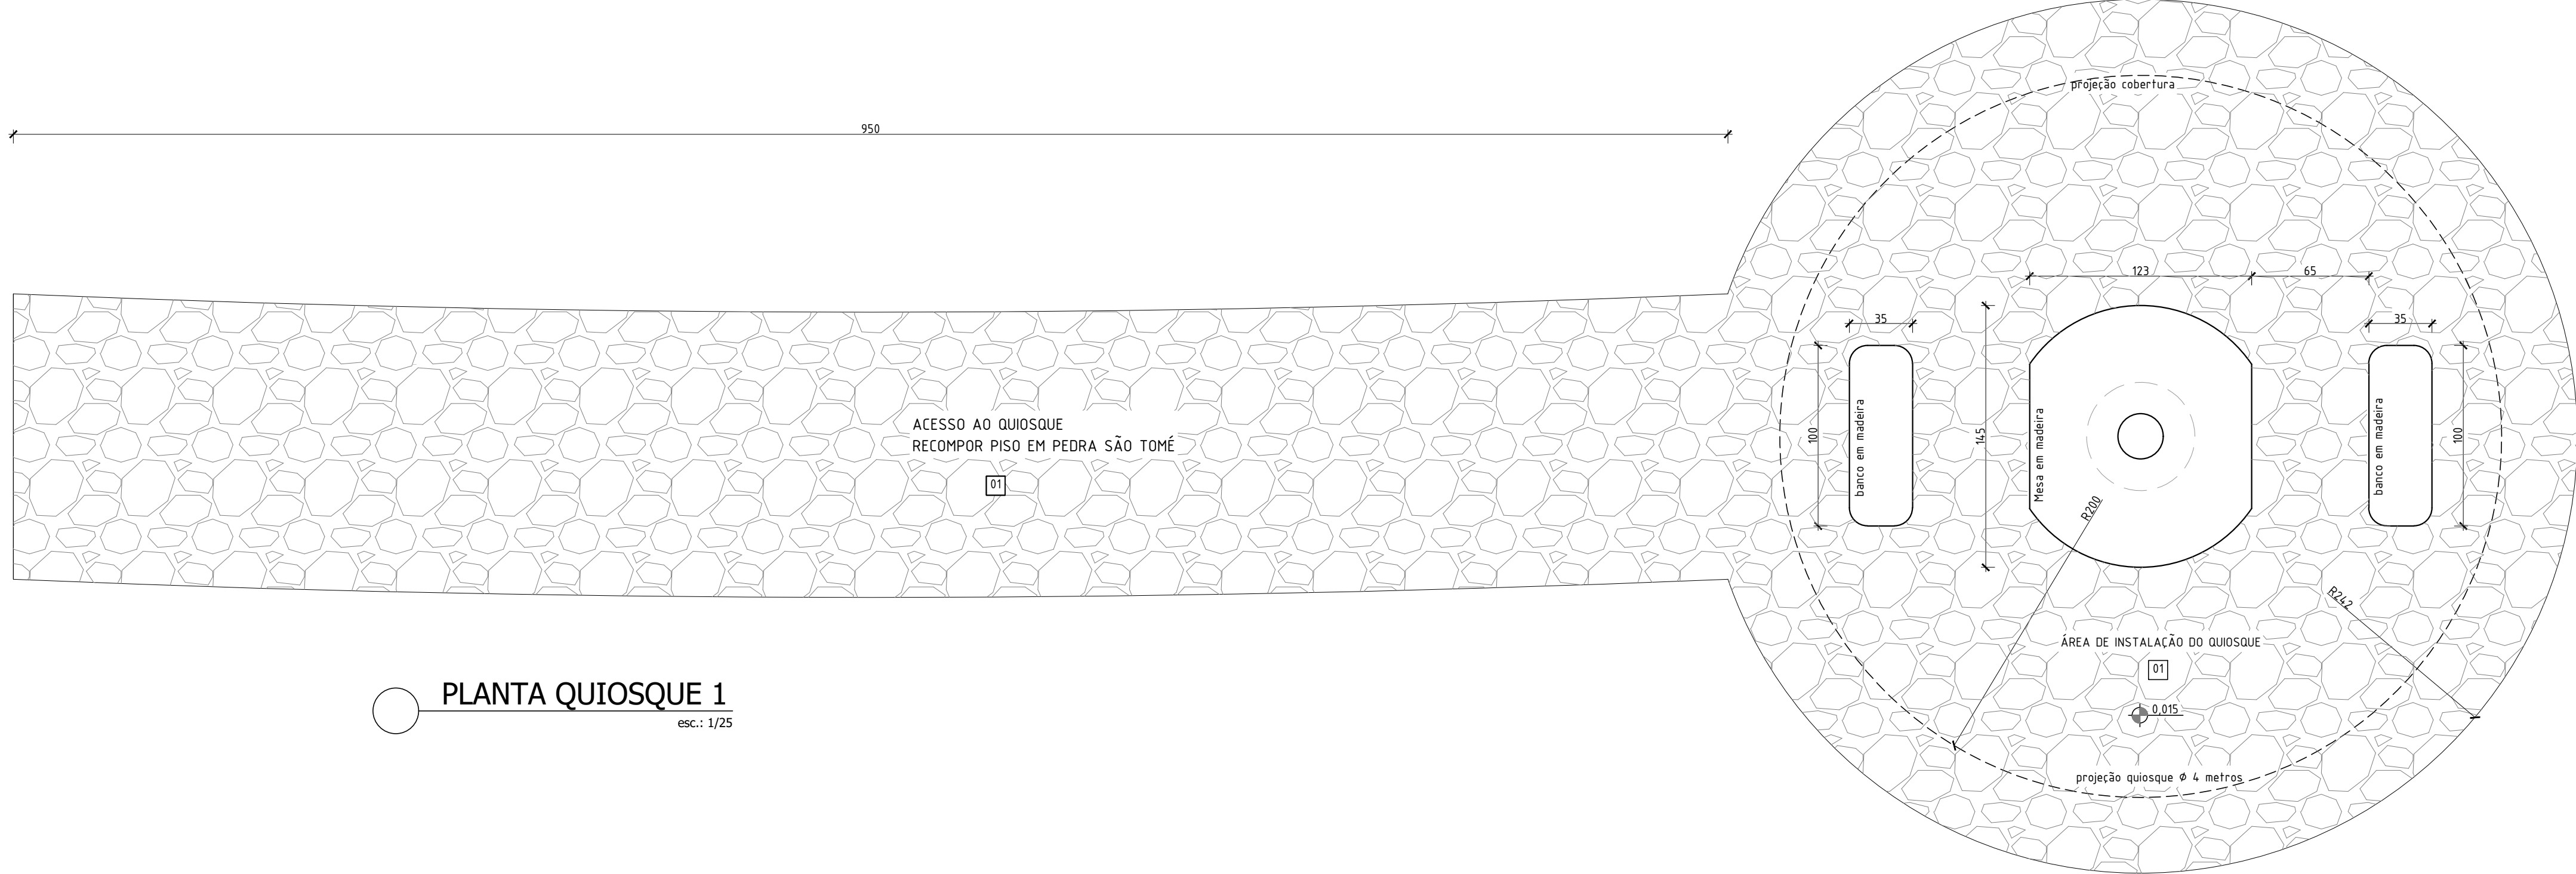 projeção cobertura
950
123
65
35
35
100
banco em madeira
145
Mesa em madeira
banco em madeira
100
ACESSO AO QUIOSQUE
RECOMPOR PISO EM PEDRA SÃO TOMÉ
01
R200
R242
ÁREA DE INSTALAÇÃO DO QUIOSQUE
01
0,015
projeção quiosque Ø 4 metros
PLANTA QUIOSQUE 1
esc.: 1/25